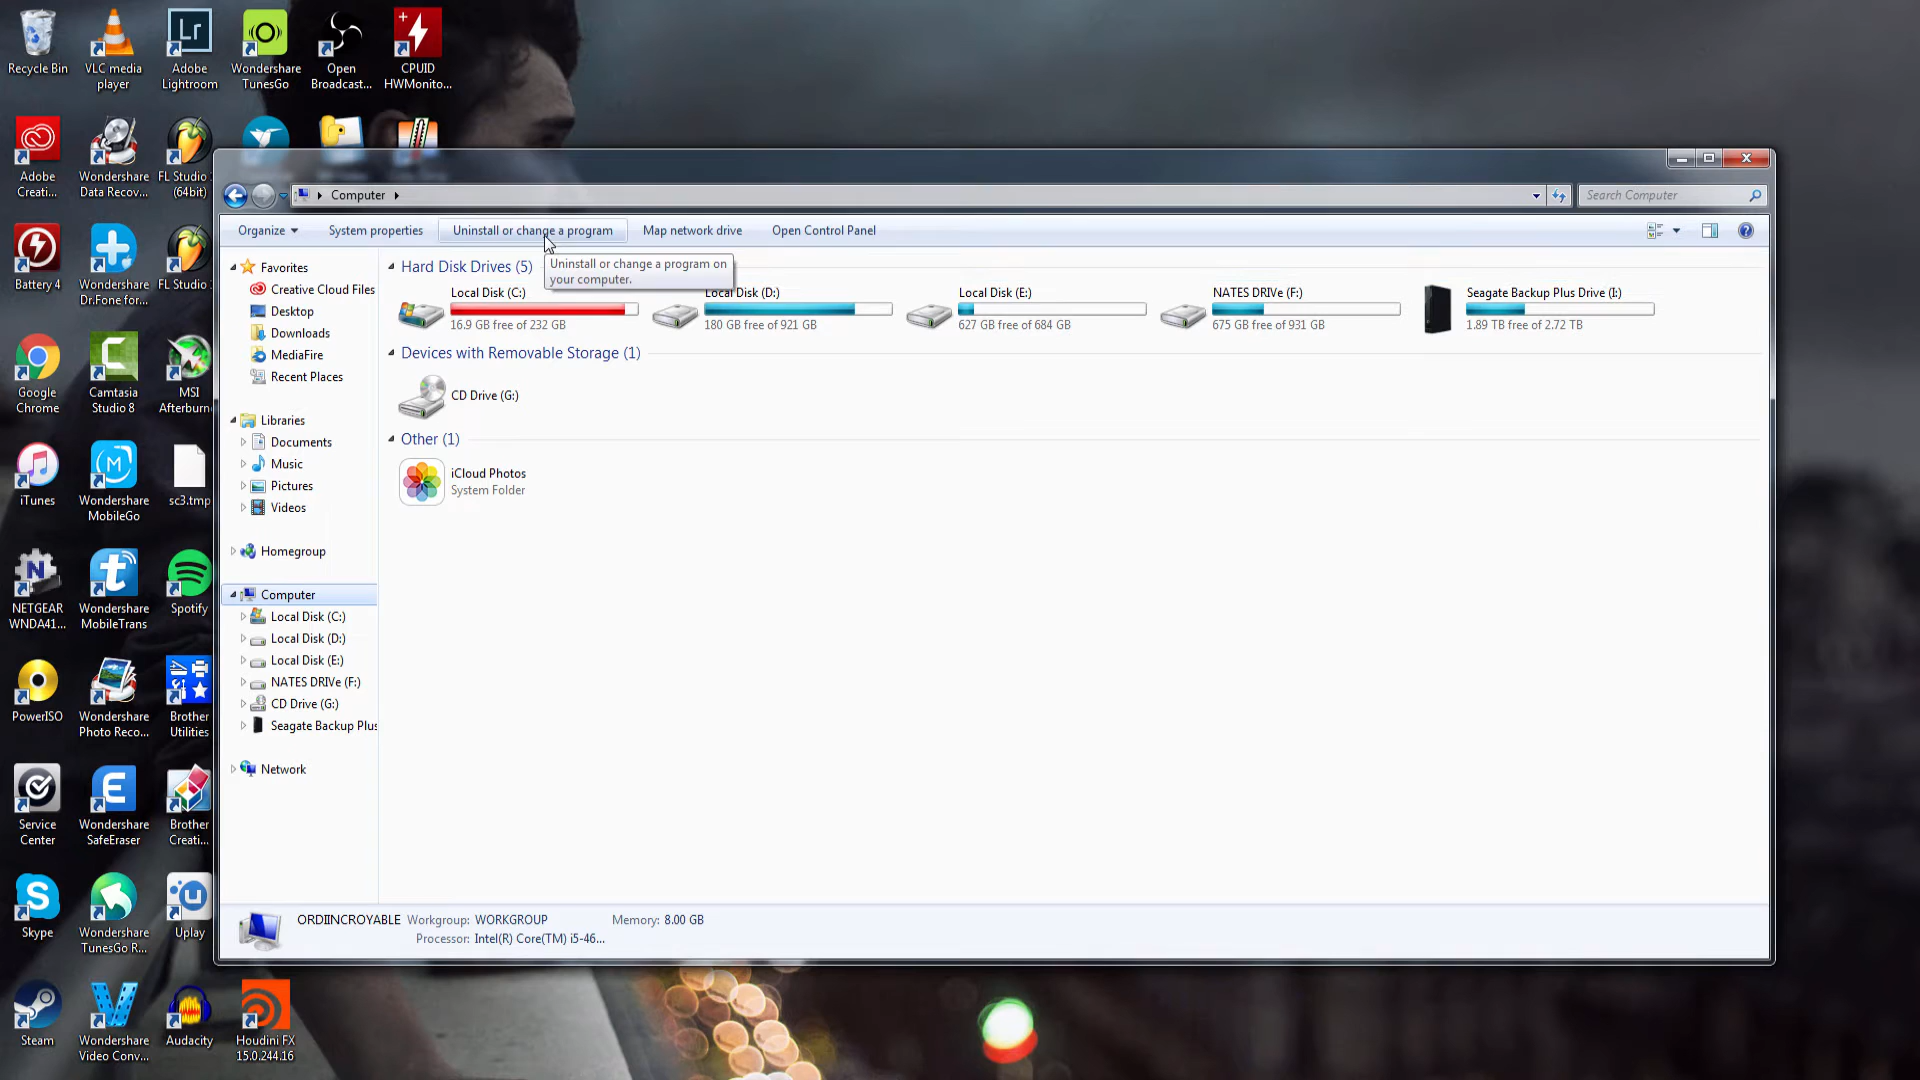 Recycle Bin
VLC media
player
Adobe
Lightroom
Wondershare
TunesGo
Open
Broadcast...
CPUID
HWMonito...
Adobe
Creati...
Wondershare
Data Recov...
FL Studio
(64bit)
Battery 4
Wondershare
Dr.Fone for...
FL Studio
Google
Chrome
Camtasia
Studio 8
MSI
Afterburn
iTunes
Wondershare
MobileGo
sc3.tmp
NETGEAR
WNDA41...
Wondershare
MobileTrans
Spotify
PowerISO
Wondershare
Photo Reco...
Brother
Utilities
Service
Center
Wondershare
SafeEraser
Brother
Creati...
Skype
Wondershare
TunesGo R...
Uplay
Steam
Wondershare
Video Conv...
Audacity
Houdini FX
15.0.244.16
Computer
Search Computer
Organize
System properties
Uninstall or change a program
Map network drive
Open Control Panel
Uninstall or change a program on
your computer.
Favorites
Creative Cloud Files
Desktop
Downloads
MediaFire
Recent Places
Libraries
Documents
Music
Pictures
Videos
Homegroup
Computer
Local Disk (C:)
Local Disk (D:)
Local Disk (E:)
NATES DRIVe (F:)
CD Drive (G:)
Seagate Backup Plus
Network
Hard Disk Drives (5)
Local Disk (C:)
16.9 GB free of 232 GB
Local Disk (D:)
180 GB free of 921 GB
Local Disk (E:)
627 GB free of 684 GB
NATES DRIVe (F:)
675 GB free of 931 GB
Seagate Backup Plus Drive (I:)
1.89 TB free of 2.72 TB
Devices with Removable Storage (1)
CD Drive (G:)
Other (1)
iCloud Photos
System Folder
ORDIINCROYABLE Workgroup: WORKGROUP Memory: 8.00 GB
Processor: Intel(R) Core(TM) i5-46...